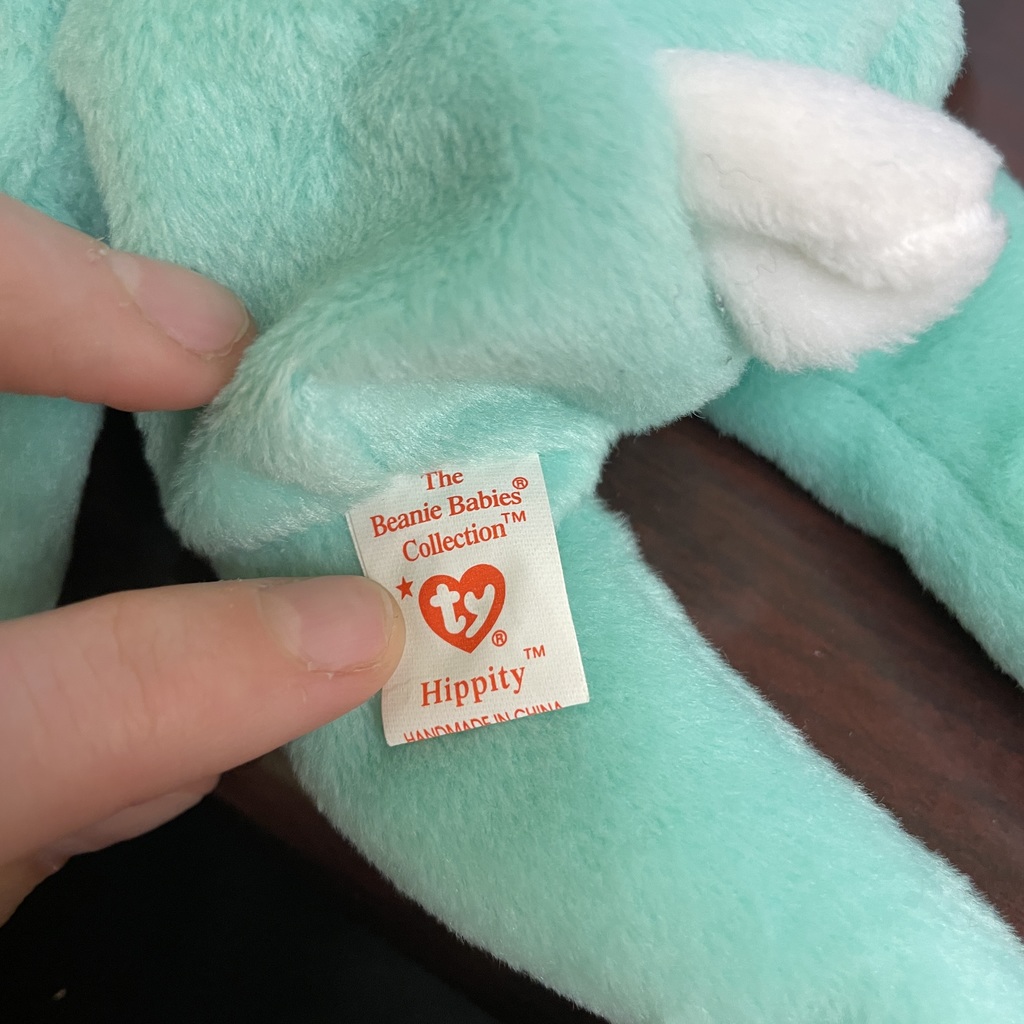 The
Beanie Babies®
Collection™
★ ty®
Hippity™
HANDMADE IN CHINA